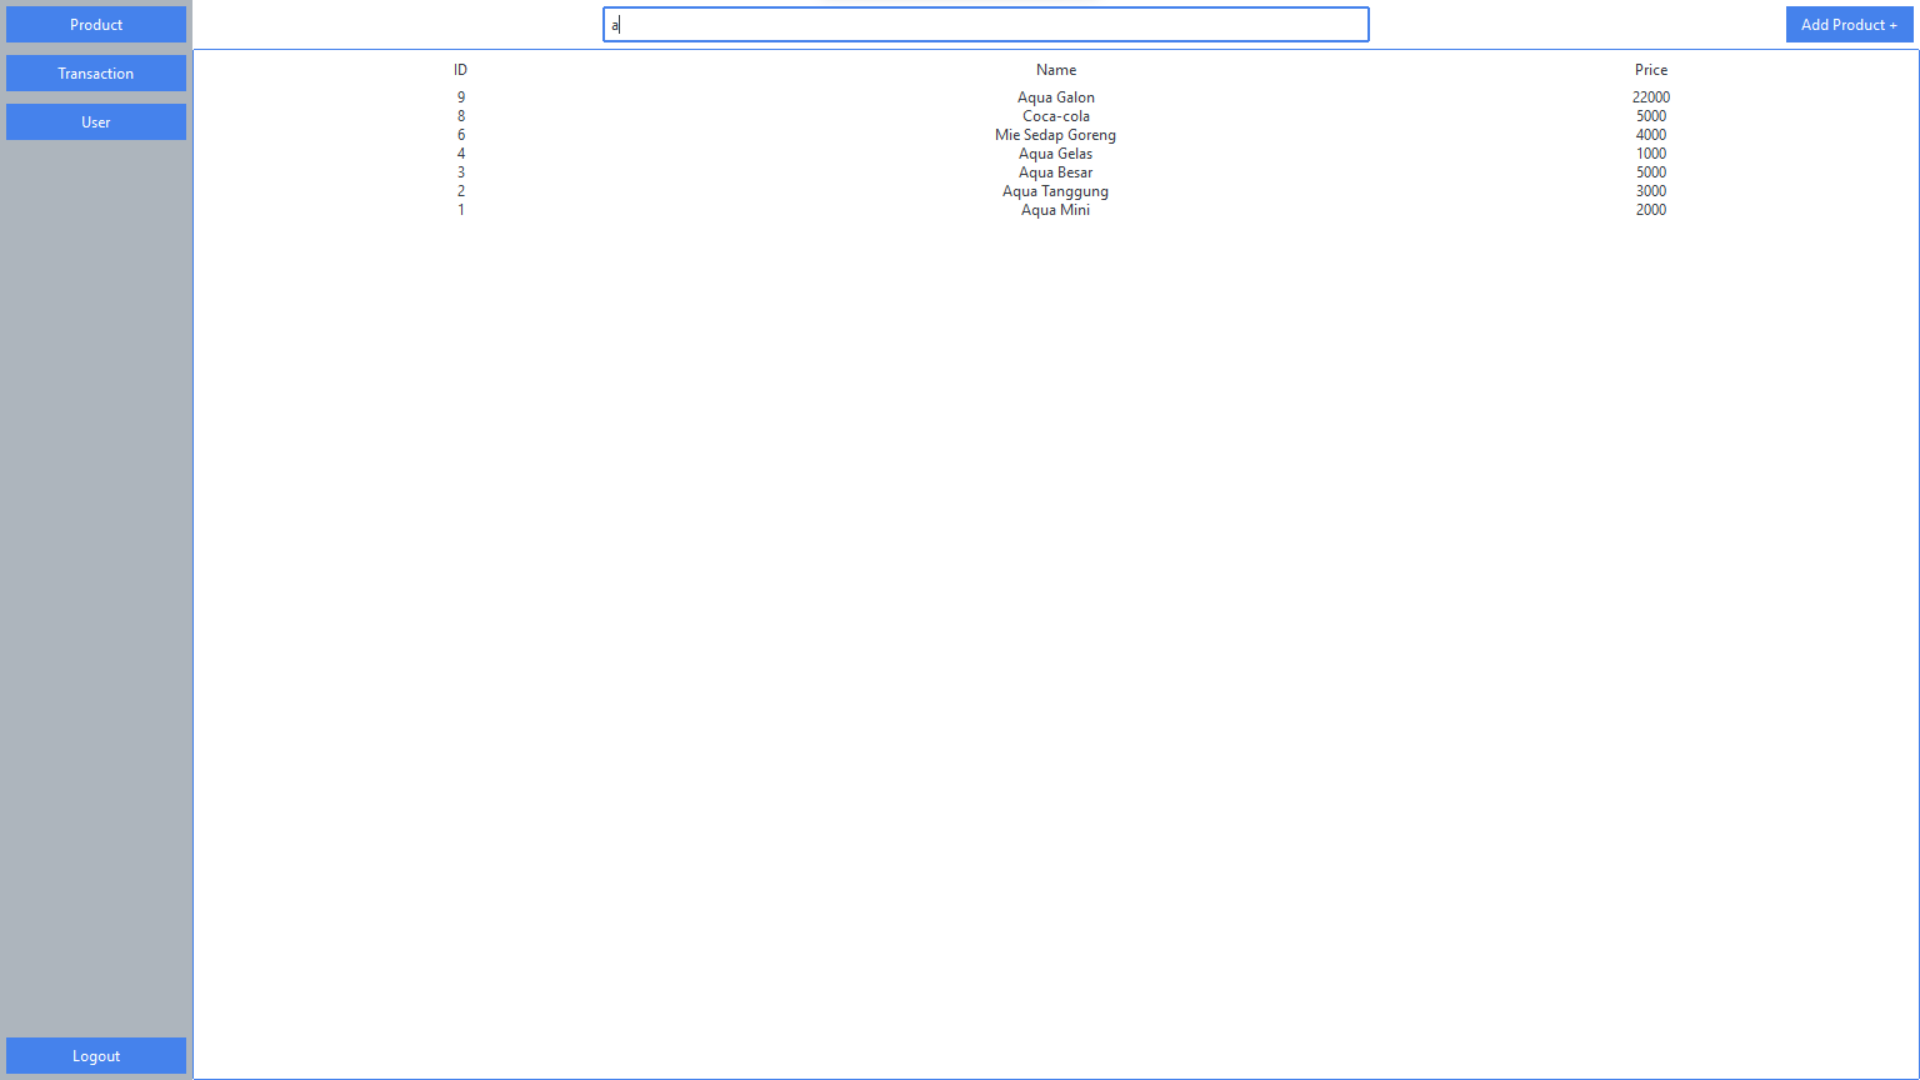 Product
Transaction
User
Logout
a
Add Product +
ID Name Price
9 Aqua Galon 22000
8 Coca-cola 5000
6 Mie Sedap Goreng 4000
4 Aqua Gelas 1000
3 Aqua Besar 5000
2 Aqua Tanggung 3000
1 Aqua Mini 2000